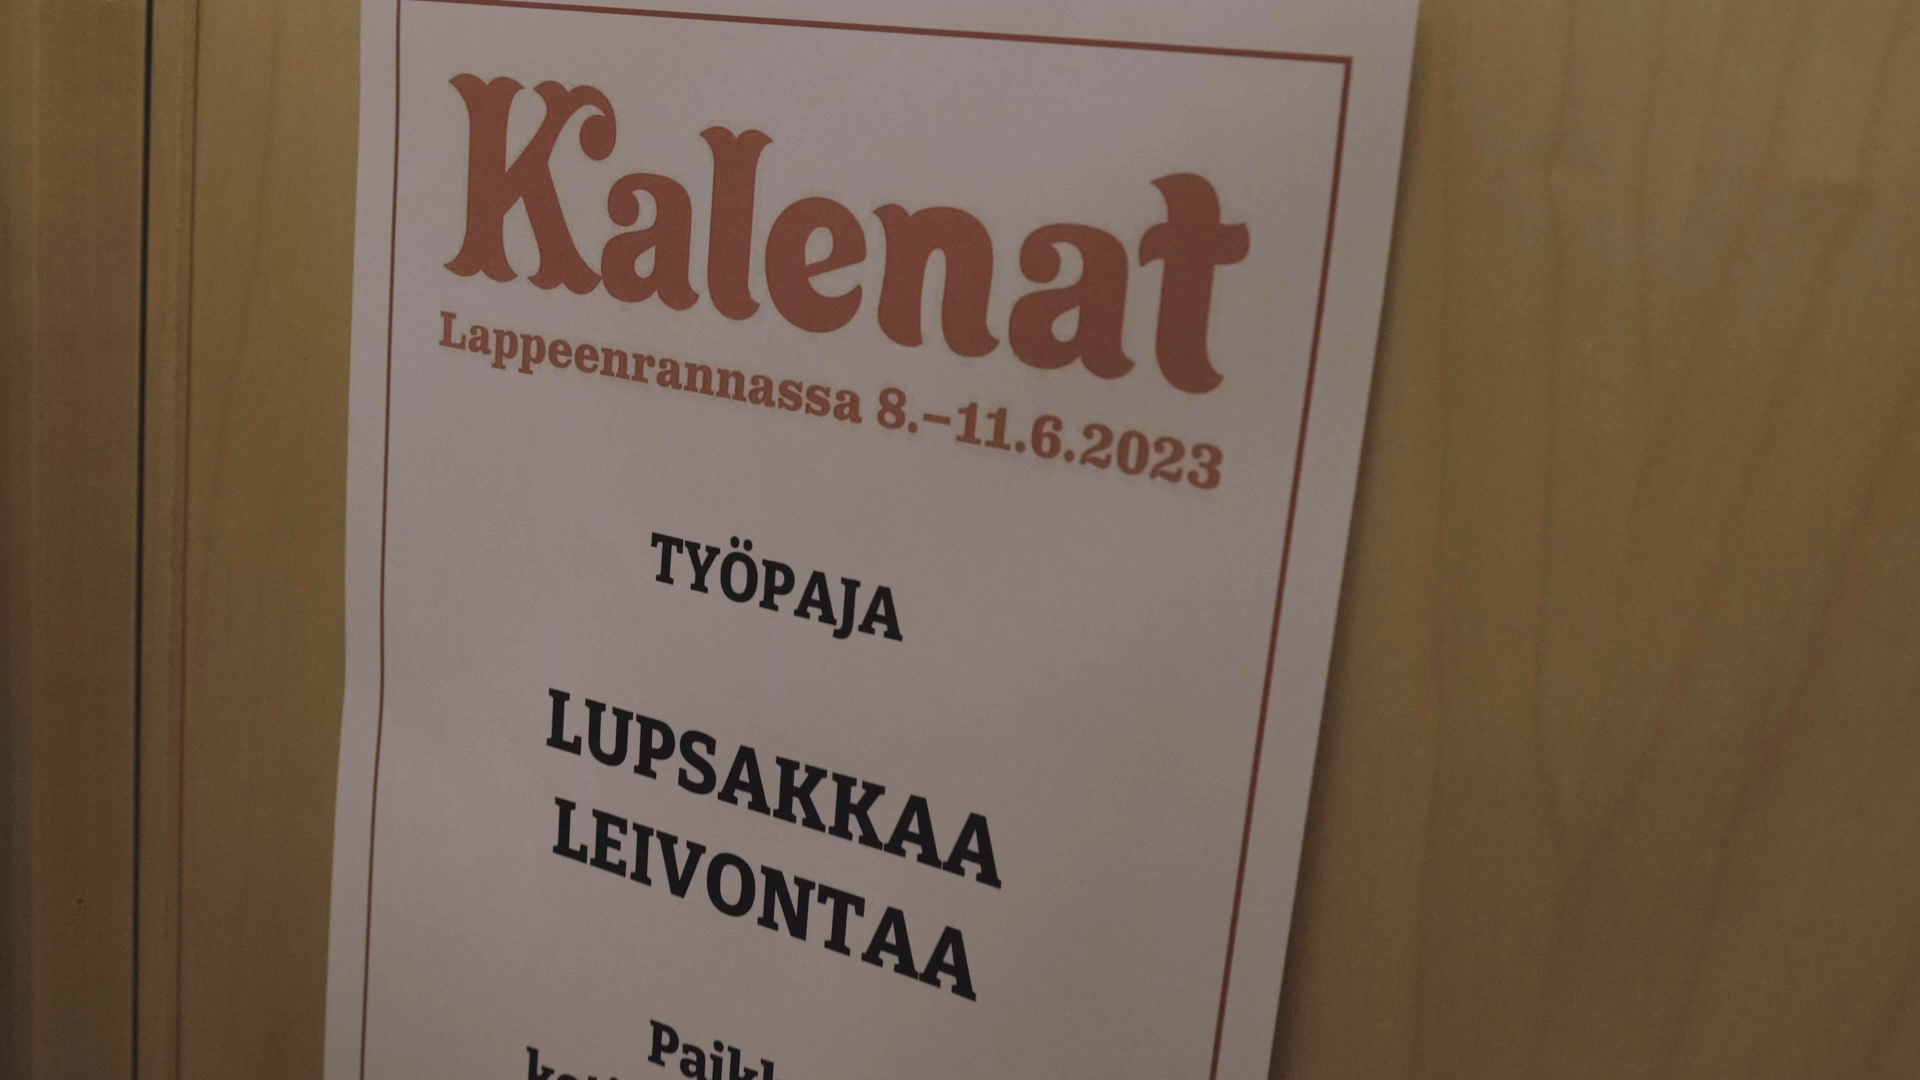 Kalenat
Lappeenrannassa 8.–11.6.2023
TYÖPAJA
LUPSAKKAA
LEIVONTAA